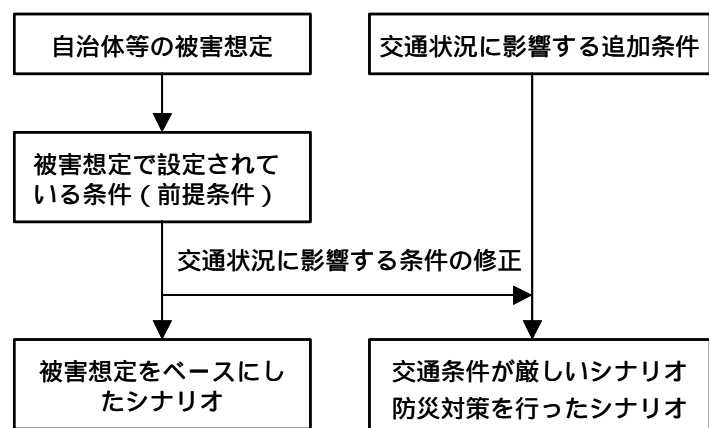 自治体等の被害想定
交通状況に影響する追加条件
被害想定で設定されて
いる条件（前提条件）
交通状況に影響する条件の修正
被害想定をベースにし
たシナリオ
交通条件が厳しいシナリオ
防災対策を行ったシナリオ